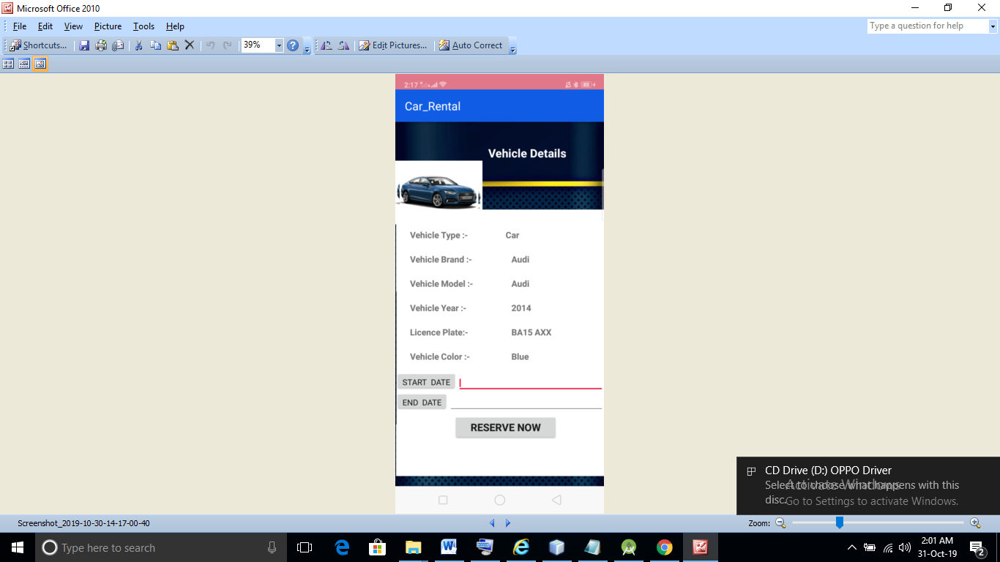 Microsoft Office 2010
File Edit View Picture Tools Help
Type a question for help
Shortcuts...
39%
Edit Pictures...
Auto Correct
2:17
Car_Rental
Vehicle Details
Vehicle Type :- Car
Vehicle Brand :- Audi
Vehicle Model :- Audi
Vehicle Year :- 2014
Licence Plate:- BA15 AXX
Vehicle Color :- Blue
START DATE
END DATE
RESERVE NOW
CD Drive (D:) OPPO Driver
Select to choose what happens with this
disc.
Activate Windows
Go to Settings to activate Windows.
Screenshot_2019-10-30-14-17-00-40
Zoom:
Type here to search
2:01 AM
31-Oct-19
2